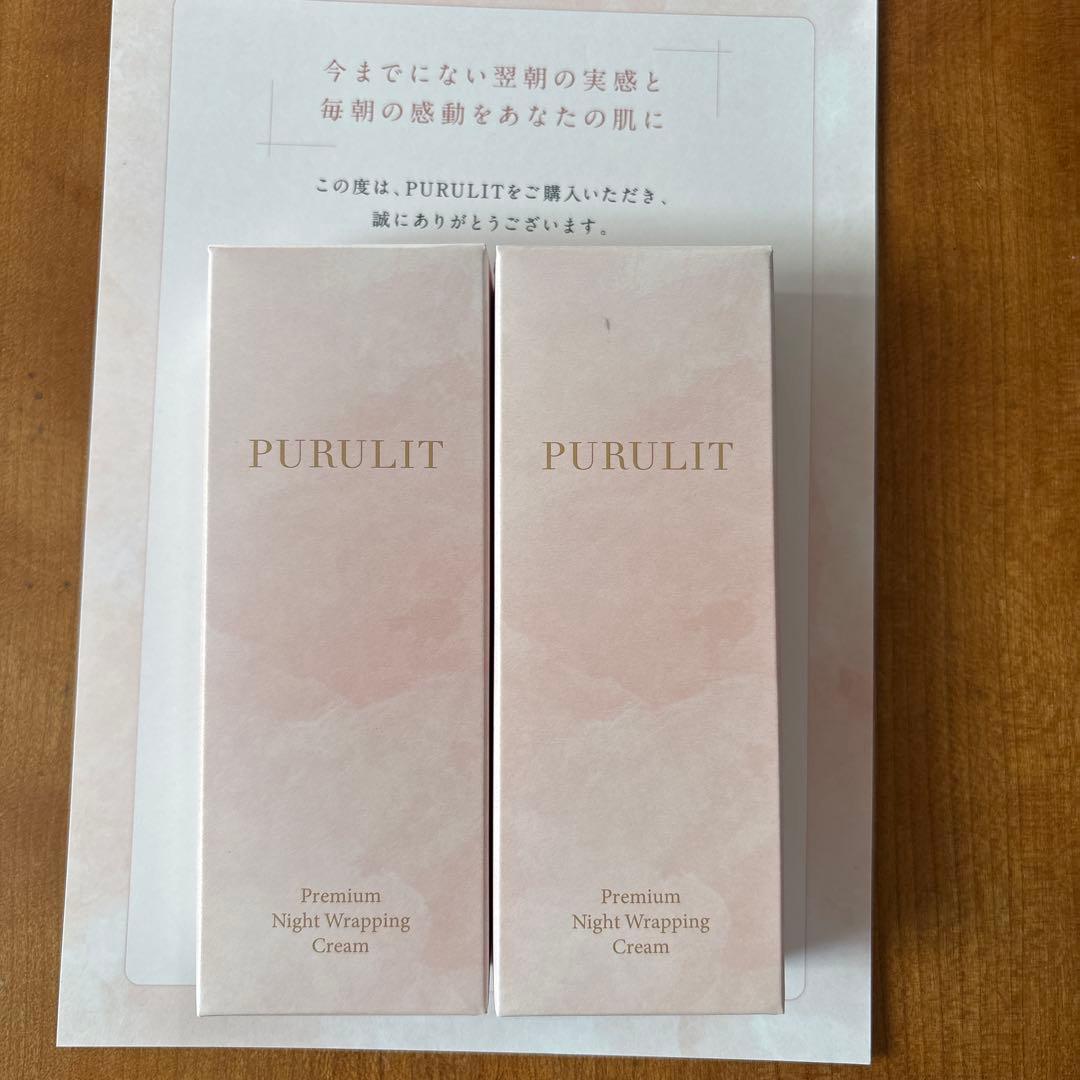 今までにない翌朝の実感と
毎朝の感動をあなたの肌に
この度は、PURULITをご購入いただき、
誠にありがとうございます。
PURULIT
Premium
Night Wrapping
Cream
PURULIT
Premium
Night Wrapping
Cream